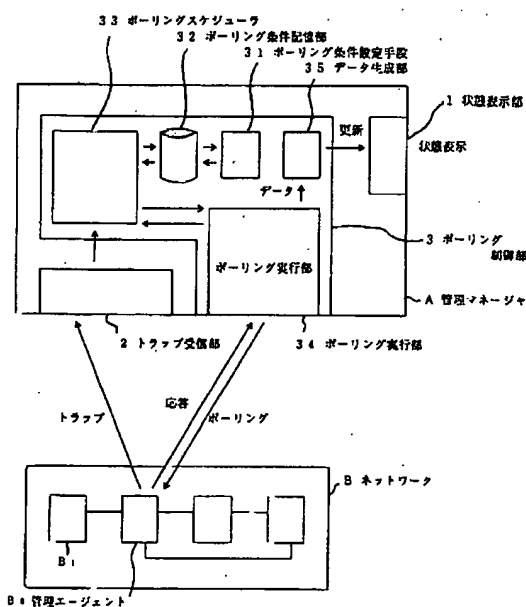 33 ポーリングスケジューラ
32 ポーリング条件記憶部
31 ポーリング条件設定手段
35 データ生成部
1 状態表示部
更新
状態表示
データ
3 ポーリング
制御部
ポーリング実行部
A 管理マネージャ
2 トラップ受信部
34 ポーリング実行部
トラップ
応答
ポーリング
B ネットワーク
B1
管理エージェント